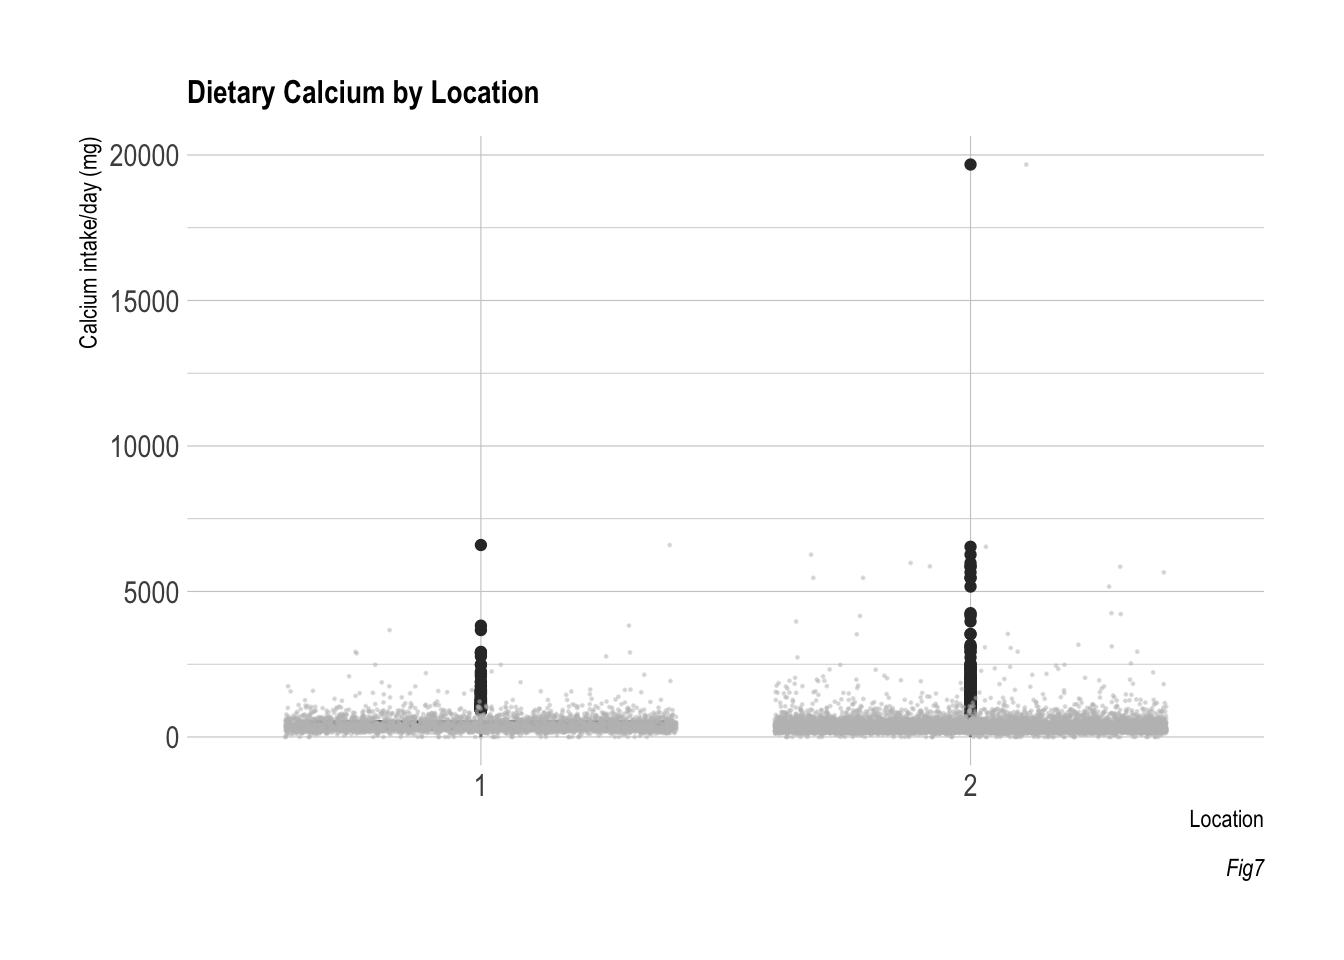 Dietary Calcium by Location
Calcium intake/day (mg)
20000
15000
10000
5000
0
1
2
Location
Fig7